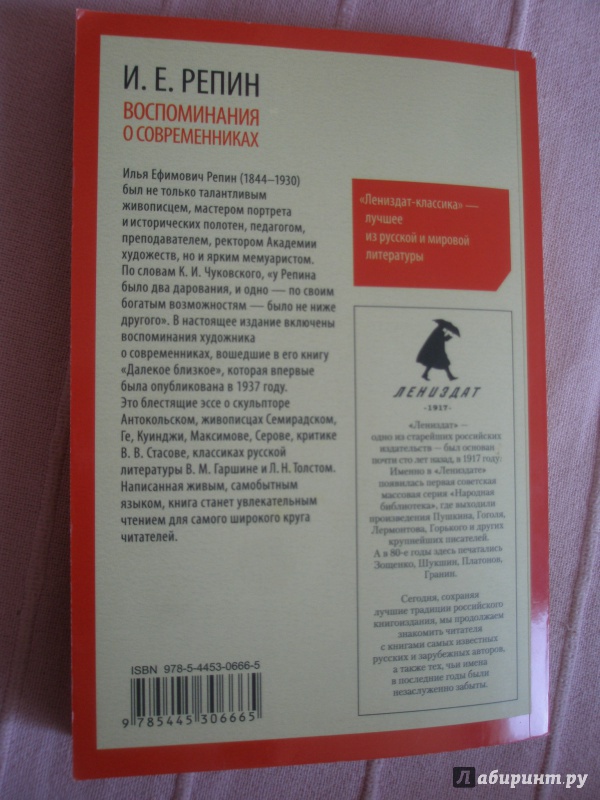 И. Е. РЕПИН
ВОСПОМИНАНИЯ
О СОВРЕМЕННИКАХ
Илья Ефимович Репин (1844–1930)
был не только талантливым
живописцем, мастером портрета
и исторических полотен, педагогом,
преподавателем, ректором Академии
художеств, но и ярким мемуаристом.
По словам К. И. Чуковского, «у Репина
было два дарования, и одно — по своим
богатым возможностям — было не ниже
другого». В настоящее издание включены
воспоминания художника
о современниках, вошедшие в его книгу
«Далекое близкое», которая впервые
была опубликована в 1937 году.
Это блестящие эссе о скульпторе
Антокольском, живописцах Семирадском,
Ге, Куинджи, Максимове, Серове, критике
В. В. Стасове, классиках русской
литературы В. М. Гаршине и Л. Н. Толстом.
Написанная живым, самобытным
языком, книга станет увлекательным
чтением для самого широкого круга
читателей.
ISBN 978-5-4453-0666-5
9 785445 306665
«Лениздат-классика» —
лучшее
из русской и мировой
литературы
ЛЕНИЗДАТ
-1917-
«Лениздат» —
одно из старейших российских
издательств — был основан
почти сто лет назад, в 1917 году.
Именно в «Лениздате»
появилась первая советская
массовая серия «Народная
библиотека», где выходили
произведения Пушкина, Гоголя,
Лермонтова, Горького и других
крупнейших писателей.
А в 80-е годы здесь печатались
Зощенко, Шукшин, Платонов,
Гранин.
Сегодня, сохраняя
лучшие традиции российского
книгоиздания, мы продолжаем
знакомить читателя
с книгами самых известных
русских и зарубежных авторов,
а также тех, чьи имена
в последние годы были
незаслуженно забыты.
Лабиринт.ру